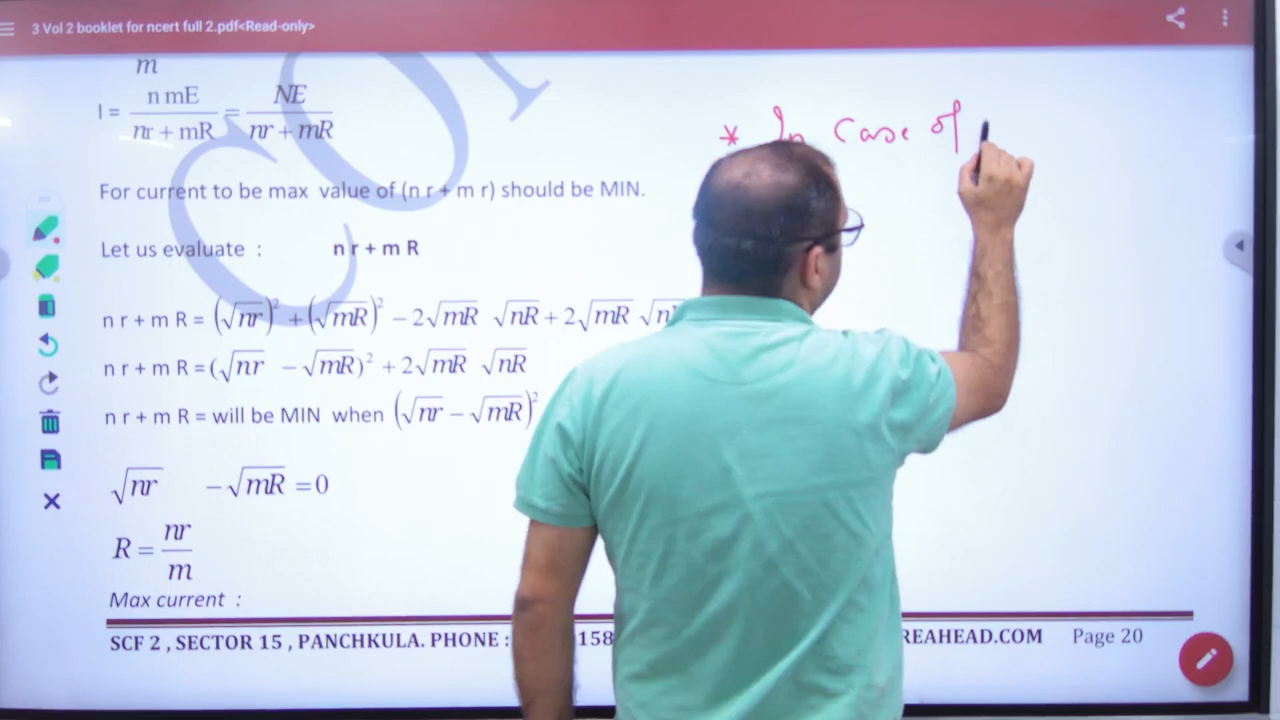 3 Vol 2 booklet for ncert full 2.pdf<Read-only>
m
I = n mE / nr + mR = NE / nr + mR
* In Case of
For current to be max value of (n r + m r) should be MIN.
Let us evaluate : n r + m R
n r + m R = (√nr)² + (√mR)² − 2√mR √nR + 2√mR
n r + m R = (√nr − √mR)² + 2√mR √nR
n r + m R = will be MIN when (√nr − √mR)²
√nr − √mR = 0
R = nr / m
Max current :
SCF 2 , SECTOR 15 , PANCHKULA. PHONE : 158 REAHEAD.COM Page 20